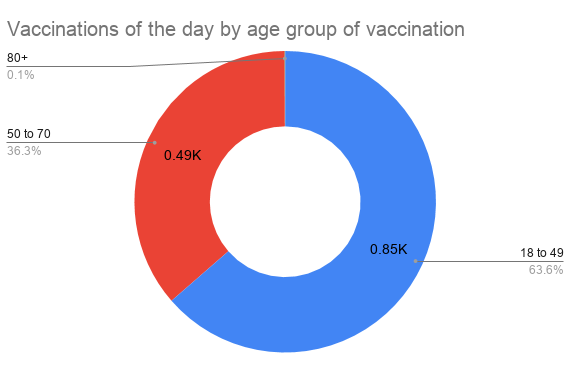 Vaccinations of the day by age group of vaccination
80+
0.1%
50 to 70
36.3%
0.49K
0.85K
18 to 49
63.6%